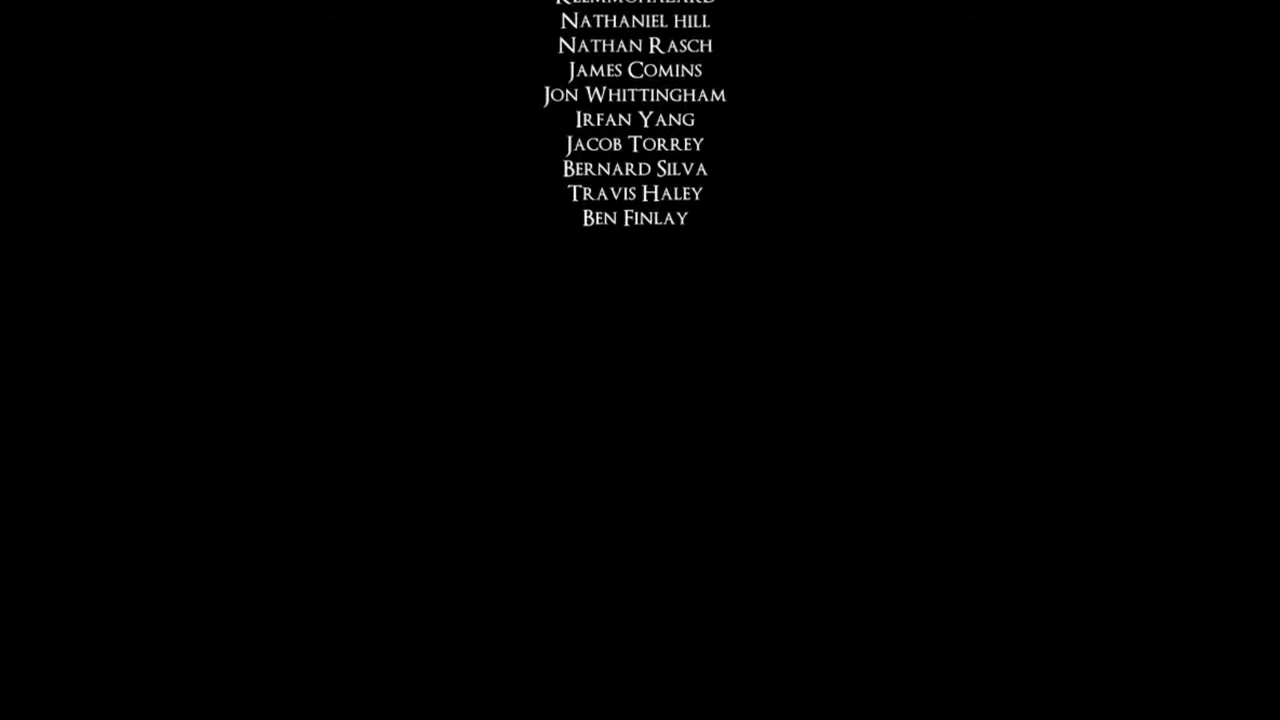 Nathaniel hill
Nathan Rasch
James Comins
Jon Whittingham
Irfan Yang
Jacob Torrey
Bernard Silva
Travis Haley
Ben Finlay